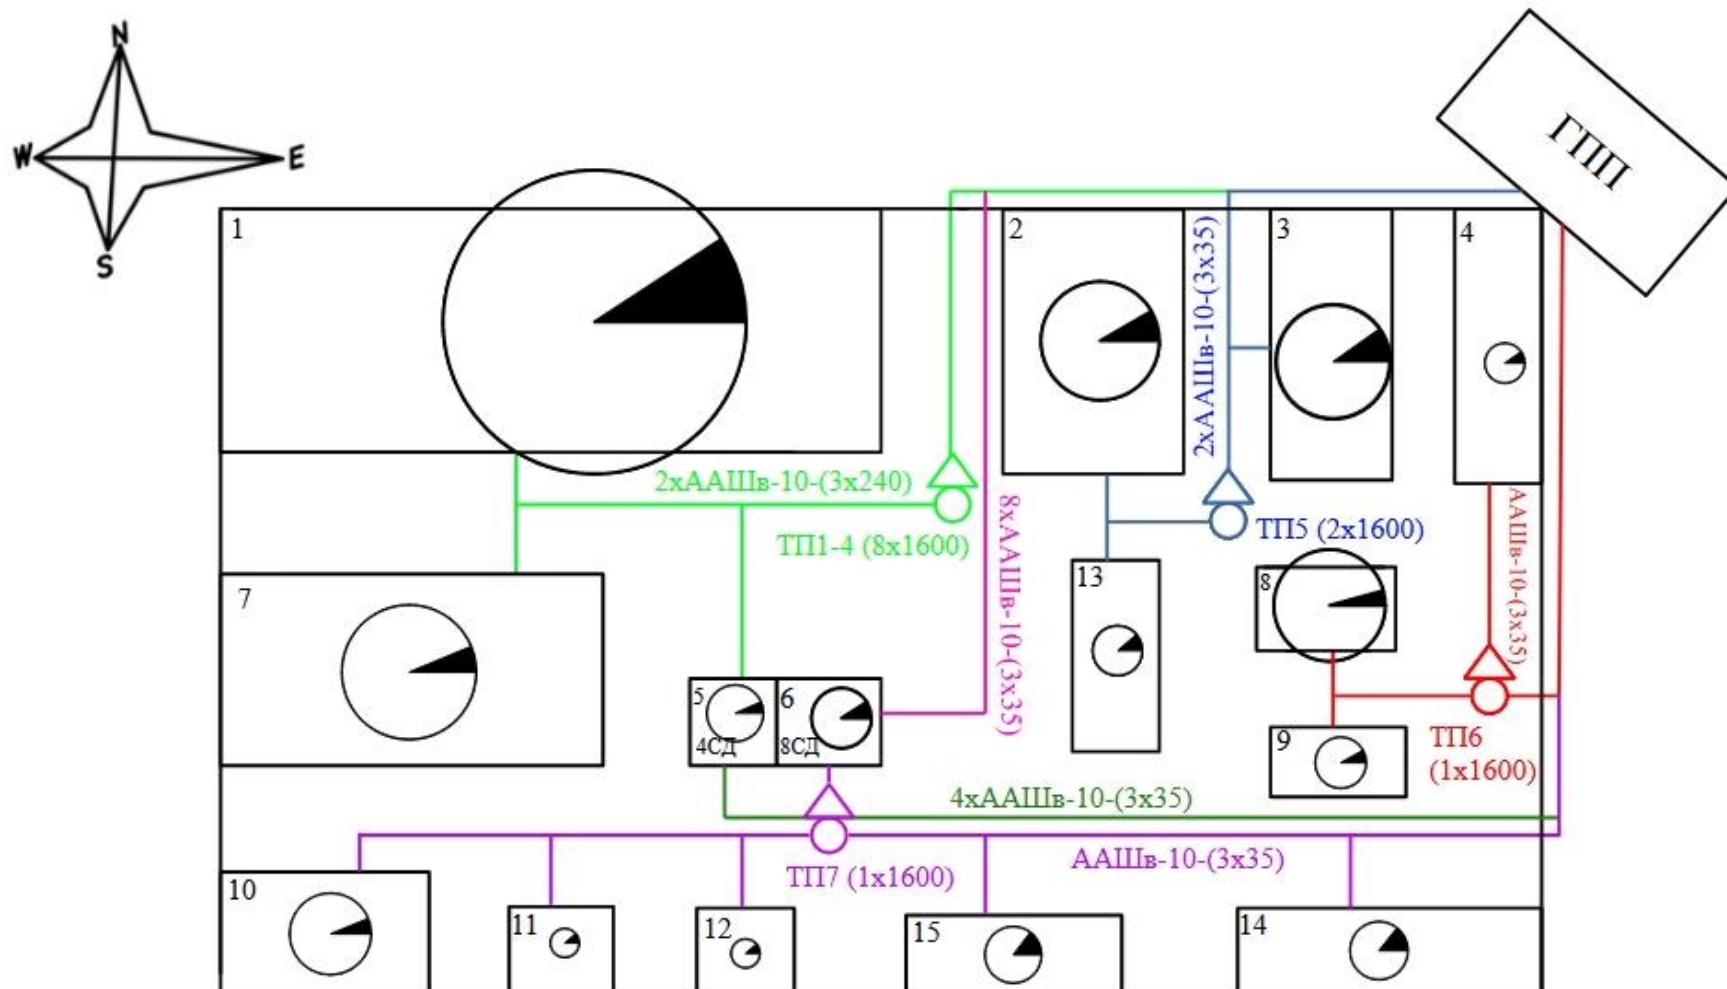 N
W
E
S
ГПП
1
2
3
4
2хААШв-10-(3х35)
2хААШв-10-(3х240)
ТП1-4 (8х1600)
8хААШв-10-(3х35)
ТП5 (2х1600)
ААШв-10-(3х35)
7
13
8
5
4СД
6
8СД
9
ТП6
(1х1600)
4хААШв-10-(3х35)
ААШв-10-(3х35)
ТП7 (1х1600)
10
11
12
15
14